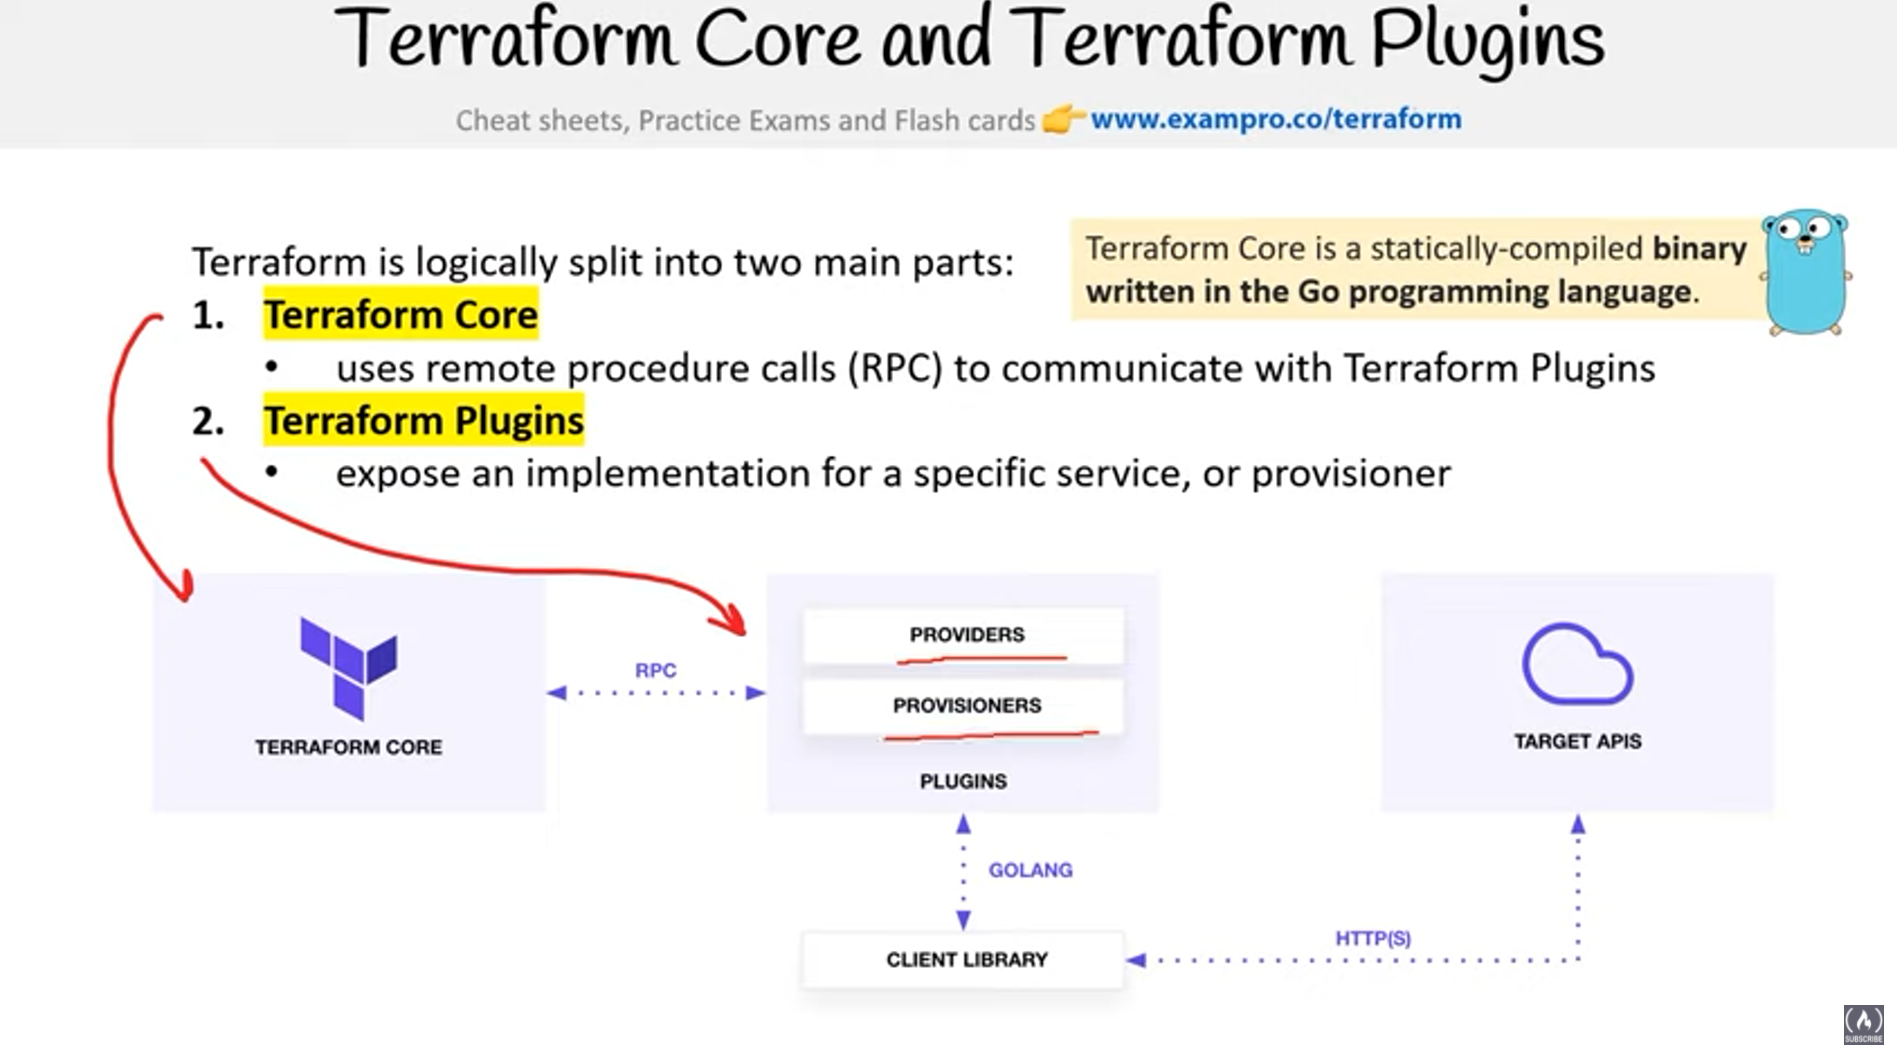 Terraform Core and Terraform Plugins
Cheat sheets, Practice Exams and Flash cards 👉 www.exampro.co/terraform
Terraform is logically split into two main parts:
Terraform Core is a statically-compiled binary
written in the Go programming language.
1. Terraform Core
• uses remote procedure calls (RPC) to communicate with Terraform Plugins
2. Terraform Plugins
• expose an implementation for a specific service, or provisioner
TERRAFORM CORE
RPC
PROVIDERS
PROVISIONERS
PLUGINS
TARGET APIS
GOLANG
CLIENT LIBRARY
HTTP(S)
SUBSCRIBE